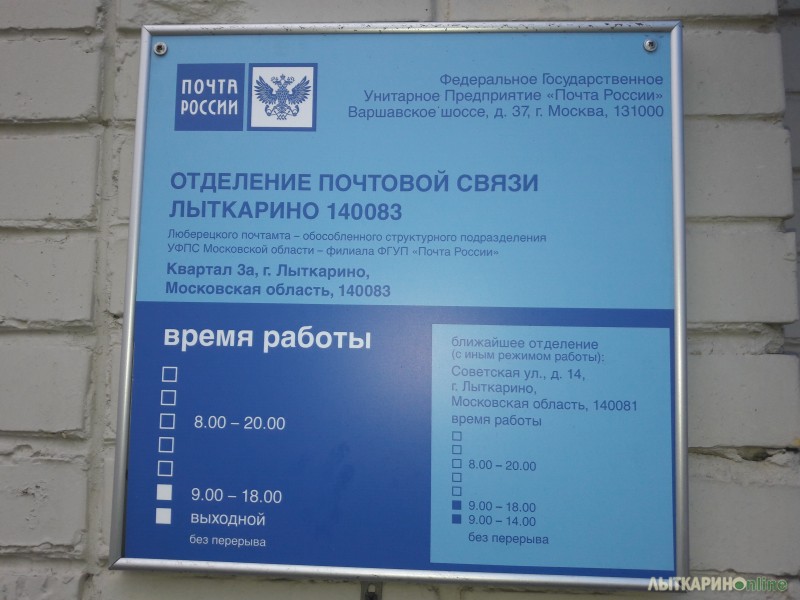 ПОЧТА
РОССИИ
Федеральное Государственное
Унитарное Предприятие «Почта России»
Варшавское шоссе, д. 37, г. Москва, 131000
ОТДЕЛЕНИЕ ПОЧТОВОЙ СВЯЗИ
ЛЫТКАРИНО 140083
Люберецкого почтамта – обособленного структурного подразделения
УФПС Московской области – филиала ФГУП «Почта России»
Квартал 3а, г. Лыткарино,
Московская область, 140083
время работы
8.00 – 20.00
9.00 – 18.00
выходной
без перерыва
ближайшее отделение
(с иным режимом работы):
Советская ул., д. 14,
г. Лыткарино,
Московская область, 140081
время работы
8.00 – 20.00
9.00 – 18.00
9.00 – 14.00
без перерыва
ЛЫТКАРИНОonline